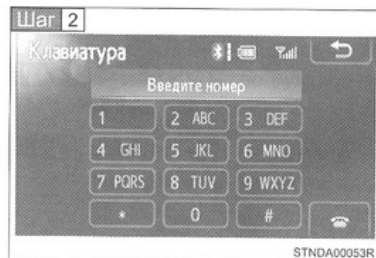 Шаг 2
Клавиатура
Введите номер
1 2 ABC 3 DEF
4 GHI 5 JKL 6 MNO
7 PQRS 8 TUV 9 WXYZ
* 0 #
STNDA00053R